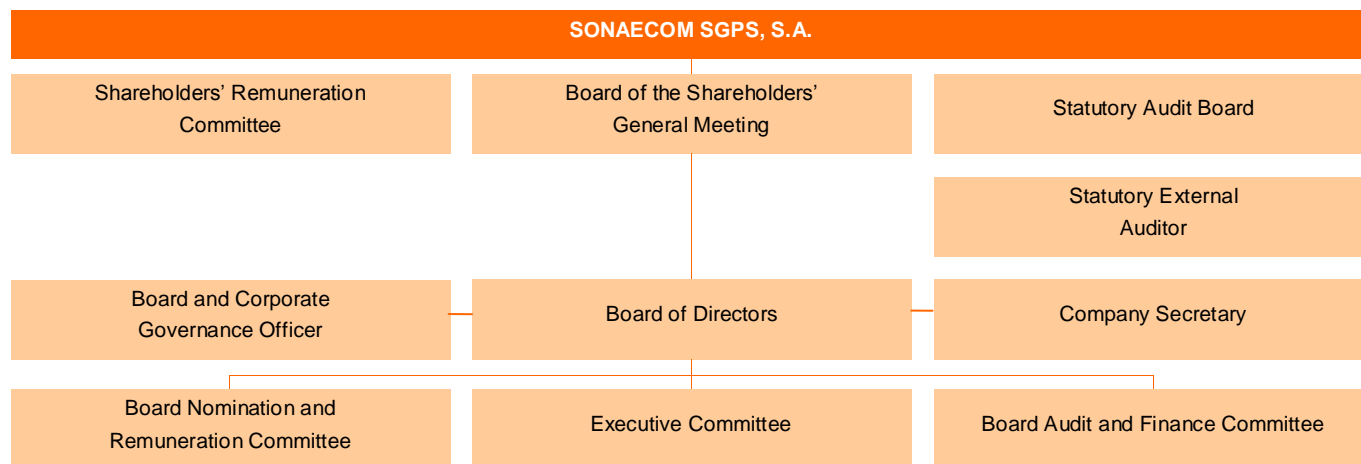 SONAECOM SGPS, S.A.
Shareholders' Remuneration
Committee
Board of the Shareholders'
General Meeting
Statutory Audit Board
Statutory External
Auditor
Board and Corporate
Governance Officer
Board of Directors
Company Secretary
Board Nomination and
Remuneration Committee
Executive Committee
Board Audit and Finance Committee